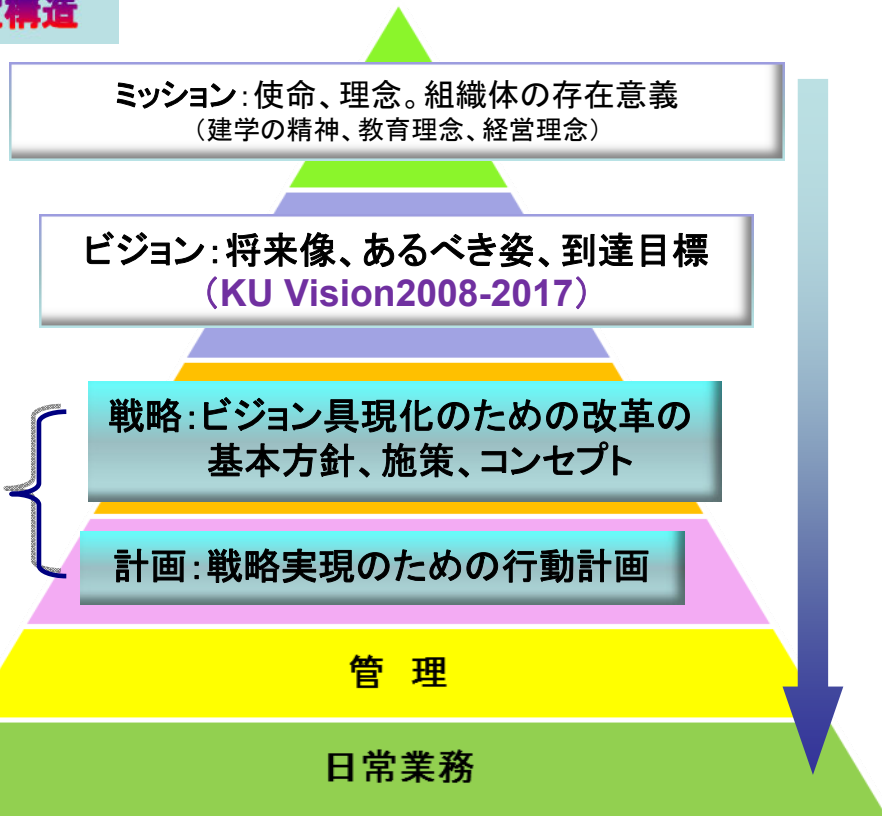 構造
ミッション：使命、理念。組織体の存在意義
（建学の精神、教育理念、経営理念）
ビジョン：将来像、あるべき姿、到達目標
（KU Vision2008-2017）
戦略：ビジョン具現化のための改革の
基本方針、施策、コンセプト
計画：戦略実現のための行動計画
管　理
日常業務